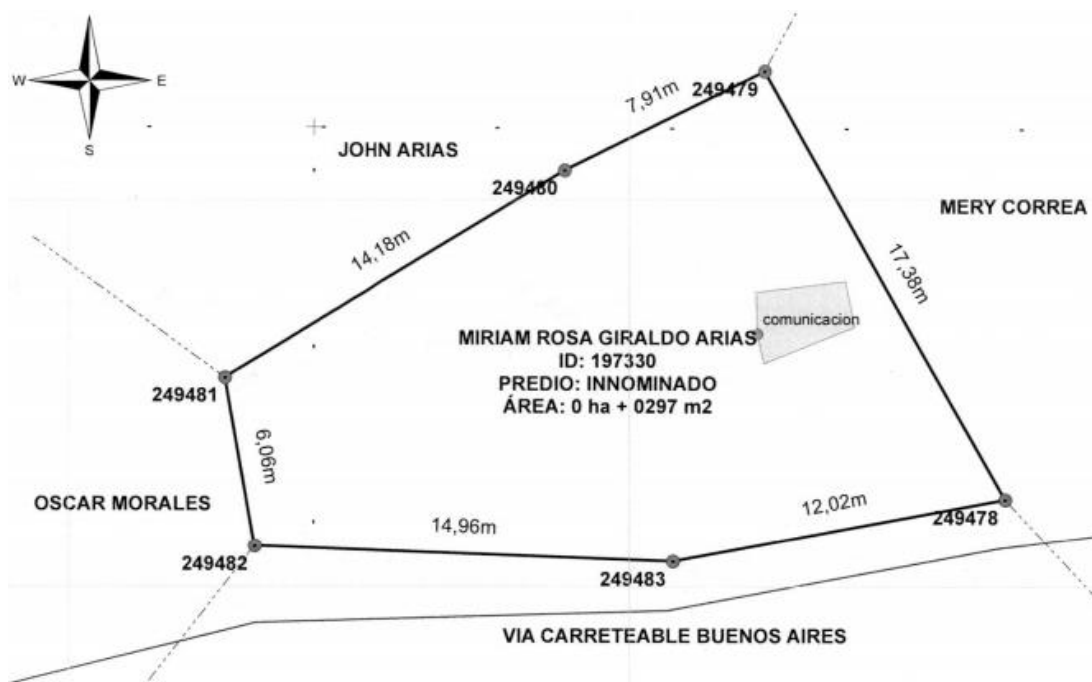 W
E
S
249479
7,91m
JOHN ARIAS
249480
MERY CORREA
14,18m
17,38m
comunicacion
MIRIAM ROSA GIRALDO ARIAS
ID: 197330
PREDIO: INNOMINADO
ÁREA: 0 ha + 0297 m2
249481
6,06m
OSCAR MORALES
14,96m
12,02m
249478
249482
249483
VIA CARRETEABLE BUENOS AIRES